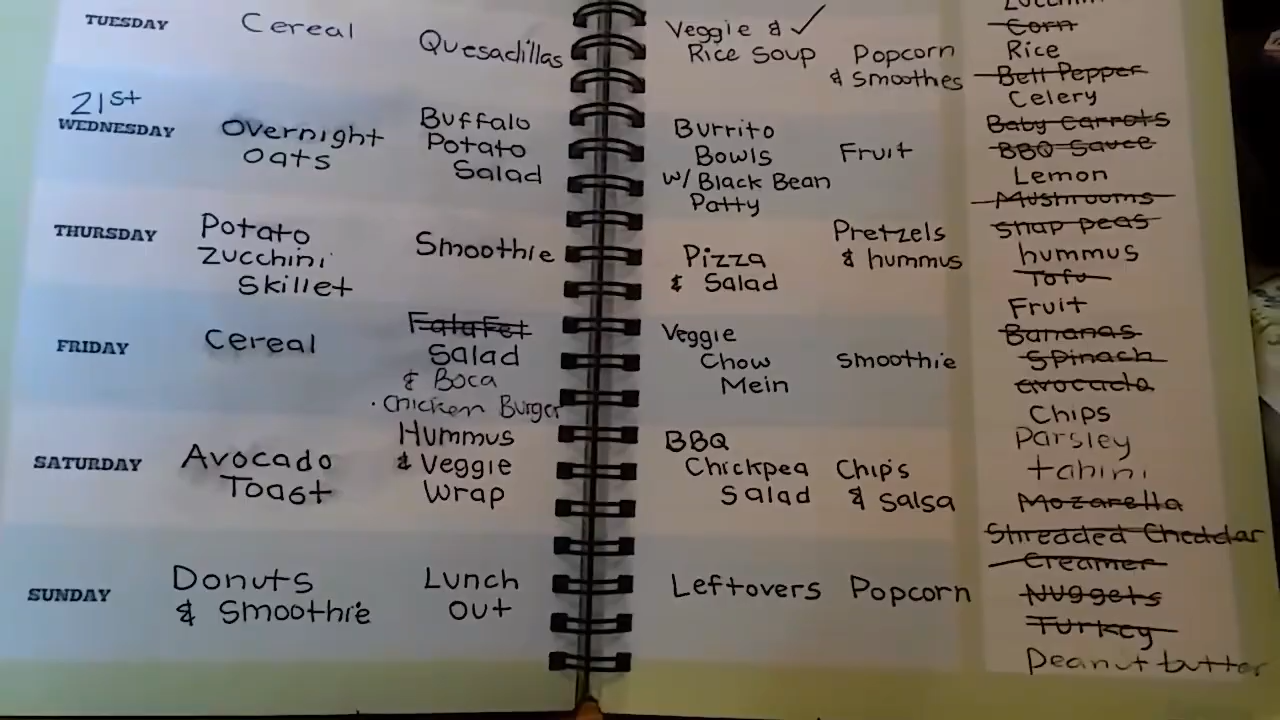 TUESDAY
Cereal
Quesadillas
Veggie & ✓
Rice Soup
Popcorn
& Smoothies
21st
WEDNESDAY
Overnight
Oats
Buffalo
Potato
Salad
Burrito
Bowls
w/ Black Bean
Patty
Fruit
THURSDAY
Potato
Zucchini
Skillet
Smoothie
Pizza
& Salad
Pretzels
& hummus
FRIDAY
Cereal
Falafel
Salad
& Boca
Chicken Burger
Veggie
Chow
Mein
Smoothie
SATURDAY
Avocado
Toast
Hummus
& Veggie
Wrap
BBQ
Chickpea
Salad
Chips
& Salsa
SUNDAY
Donuts
& Smoothie
Lunch
Out
Leftovers
Popcorn
Zucchini
Corn
Rice
Bell Pepper
Celery
Baby Carrots
BBQ Sauce
Lemon
Mushrooms
Snap peas
hummus
Tofu
Fruit
Bananas
Spinach
avocado
Chips
Parsley
tahini
Mozarella
Shredded Cheddar
Creamer
Nuggets
Turkey
Peanut butter